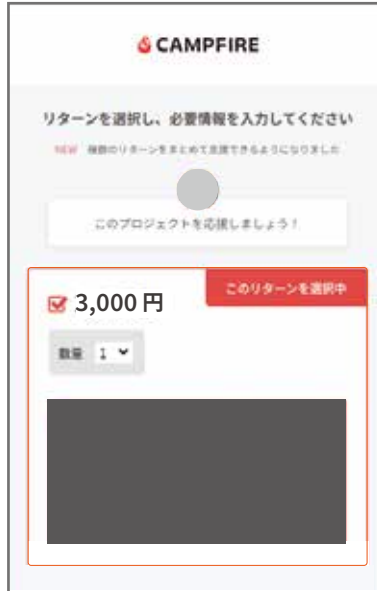 CAMPFIRE
リターンを選択し、必要情報を入力してください
NEW 複数のリターンをまとめて支援できるようになりました
このプロジェクトを応援しましょう！
このリターンを選択中
3,000 円
数量 1